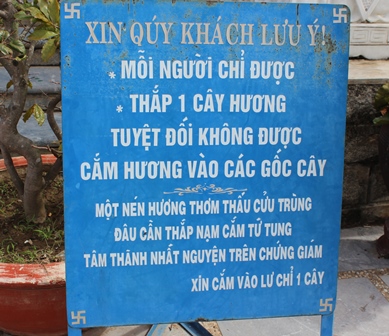 XIN QUÝ KHÁCH LƯU Ý!
* MỖI NGƯỜI CHỈ ĐƯỢC
* THẮP 1 CÂY HƯƠNG
TUYỆT ĐỐI KHÔNG ĐƯỢC
CẮM HƯƠNG VÀO CÁC GỐC CÂY
MỘT NÉN HƯƠNG THƠM THẤU CỬU TRÙNG
ĐÂU CẦN THẮP NẠM CẮM TỨ TUNG
TÂM THÀNH NHẤT NGUYỆN TRÊN CHỨNG GIÁM
XIN CẮM VÀO LƯ CHỈ 1 CÂY